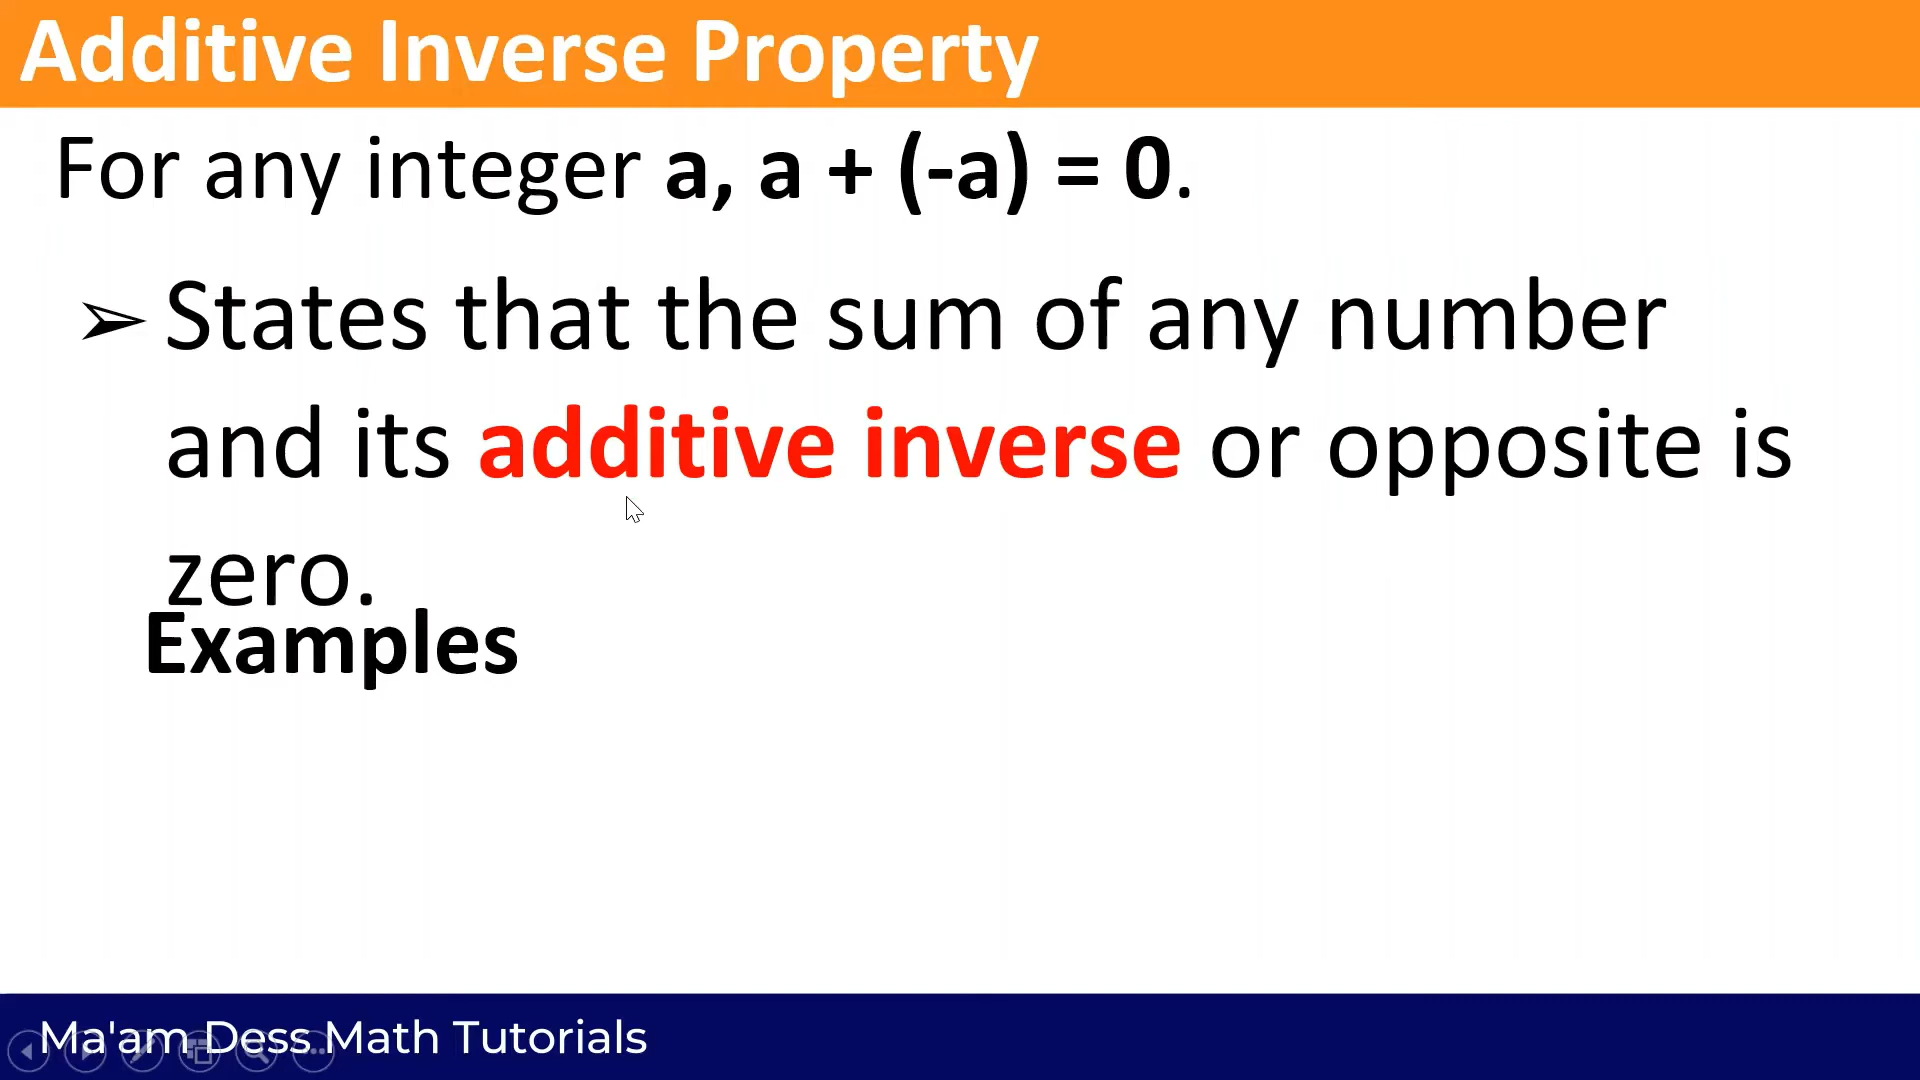 Additive Inverse Property
For any integer a, a + (-a) = 0.
➢ States that the sum of any number
and its additive inverse or opposite is
zero.
Examples
Ma'am Dess Math Tutorials